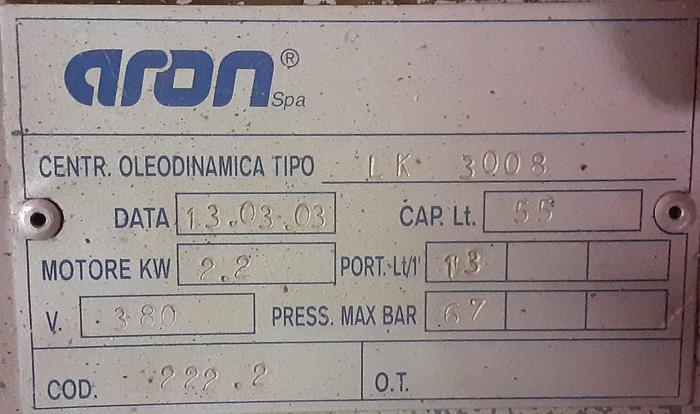 aron® Spa
CENTR. OLEODINAMICA TIPO LK 3008
DATA 13.03.03 CAP. Lt. 55
MOTORE KW 2.2 PORT. Lt/1' 13
V. 380 PRESS. MAX BAR 67
COD. 222.2 O.T.